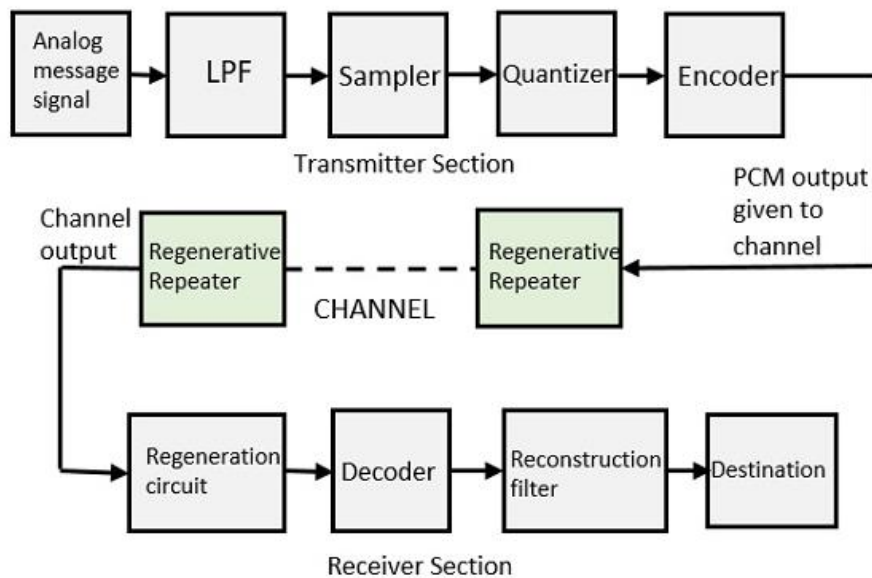 Analog
message
signal
LPF
Sampler
Quantizer
Encoder
Transmitter Section
PCM output
given to
channel
Channel
output
Regenerative
Repeater
CHANNEL
Regenerative
Repeater
Regeneration
circuit
Decoder
Reconstruction
filter
Destination
Receiver Section